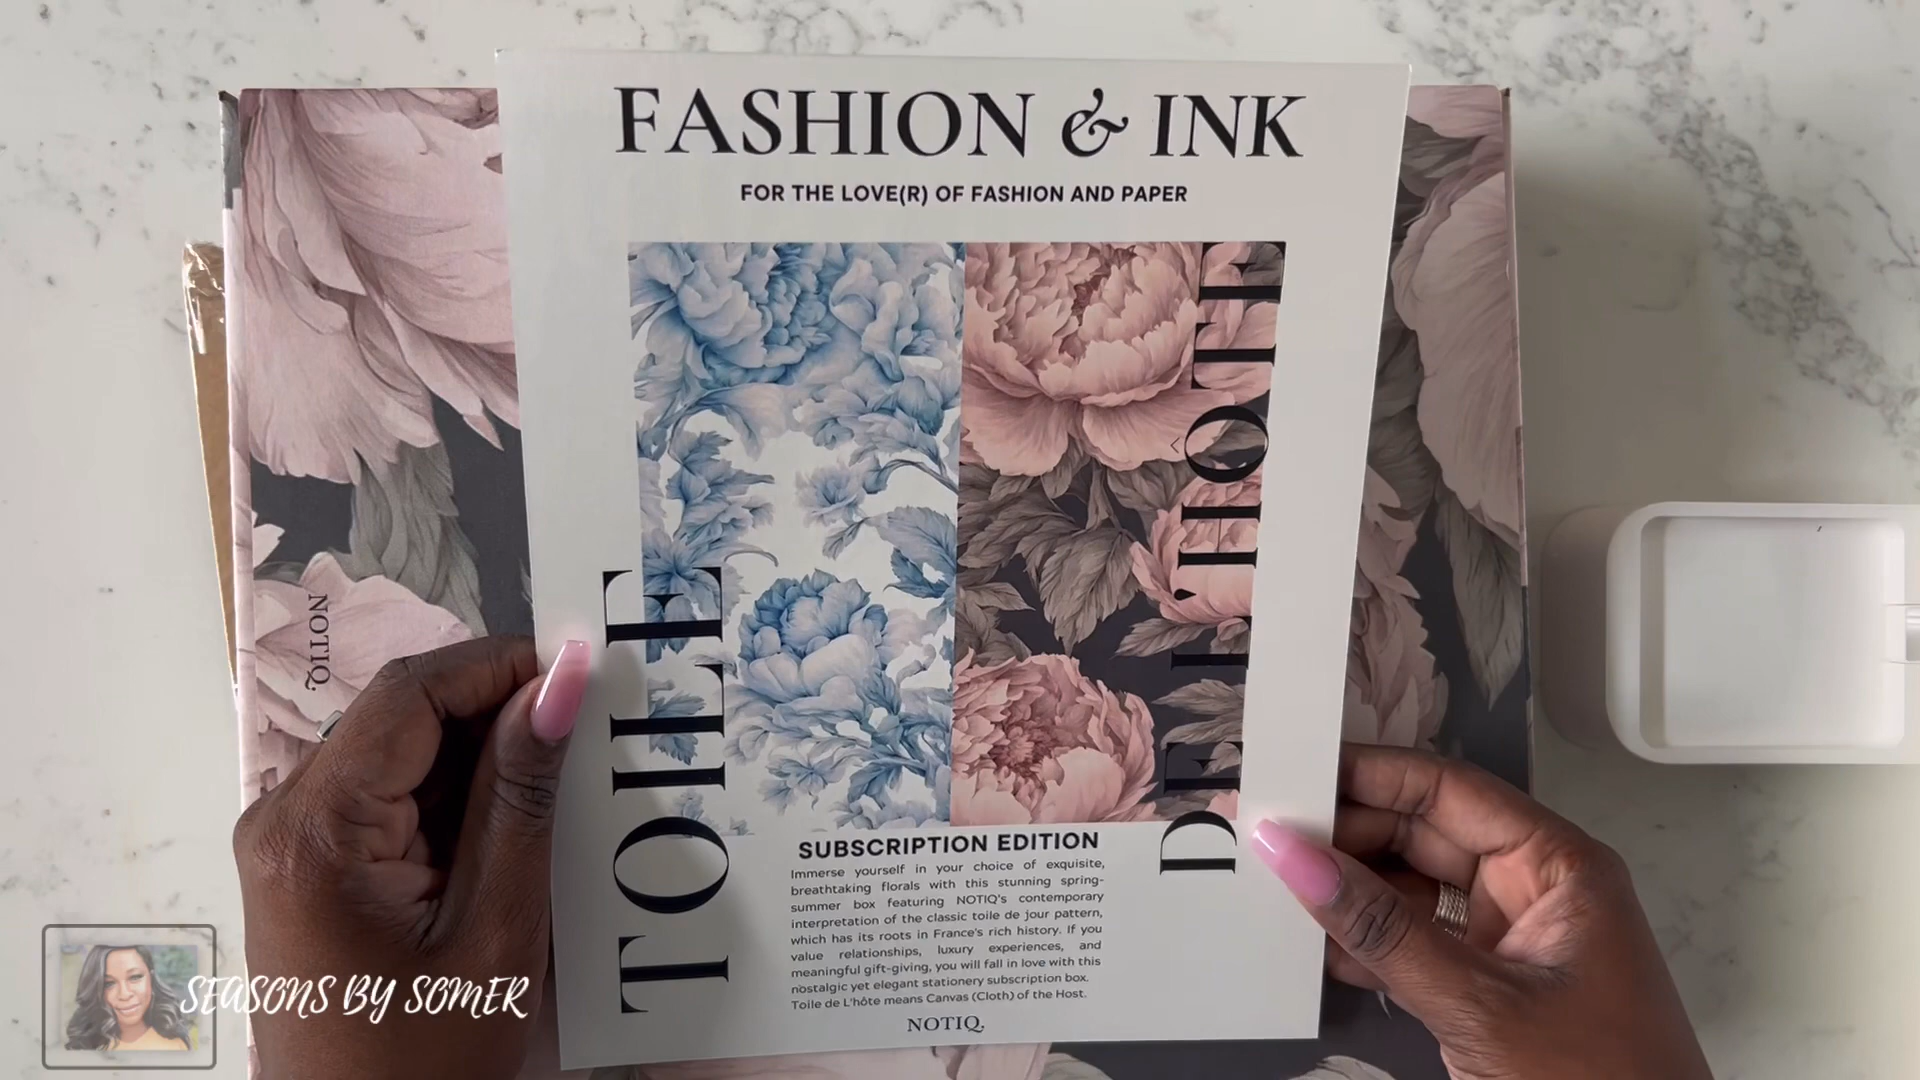 FASHION & INK
FOR THE LOVE(R) OF FASHION AND PAPER
TOILE
DE L'HÔTE
SUBSCRIPTION EDITION
Immerse yourself in your choice of exquisite,
breathtaking florals with this stunning spring-
summer box featuring NOTIQ's contemporary
interpretation of the classic toile de jour pattern,
which has its roots in France's rich history. If you
value relationships, luxury experiences, and
meaningful gift-giving, you will fall in love with this
nostalgic yet elegant stationery subscription box.
Toile de L'hôte means Canvas (Cloth) of the Host.
NOTIQ.
NOTIQ.
SEASONS BY SOMER